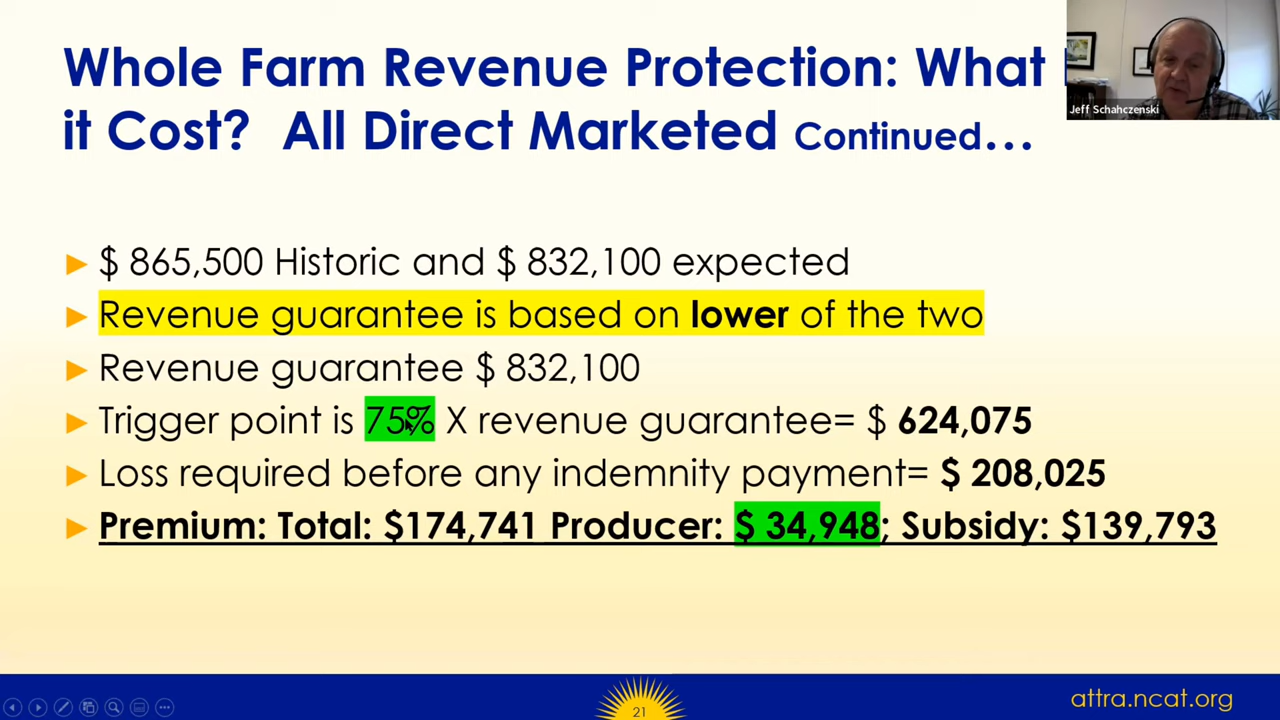 Whole Farm Revenue Protection: What
it Cost? All Direct Marketed Continued...
Jeff Schahczenski
► $ 865,500 Historic and $ 832,100 expected
► Revenue guarantee is based on lower of the two
► Revenue guarantee $ 832,100
► Trigger point is 75% X revenue guarantee= $ 624,075
► Loss required before any indemnity payment= $ 208,025
► Premium: Total: $174,741 Producer: $ 34,948; Subsidy: $139,793
21
attra.ncat.org